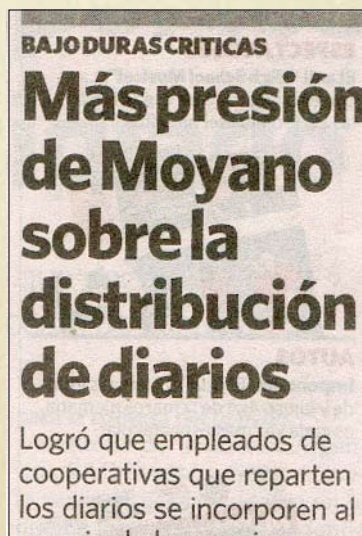 BAJO DURAS CRITICAS
Más presión
de Moyano
sobre la
distribución
de diarios
Logró que empleados de
cooperativas que reparten
los diarios se incorporen al